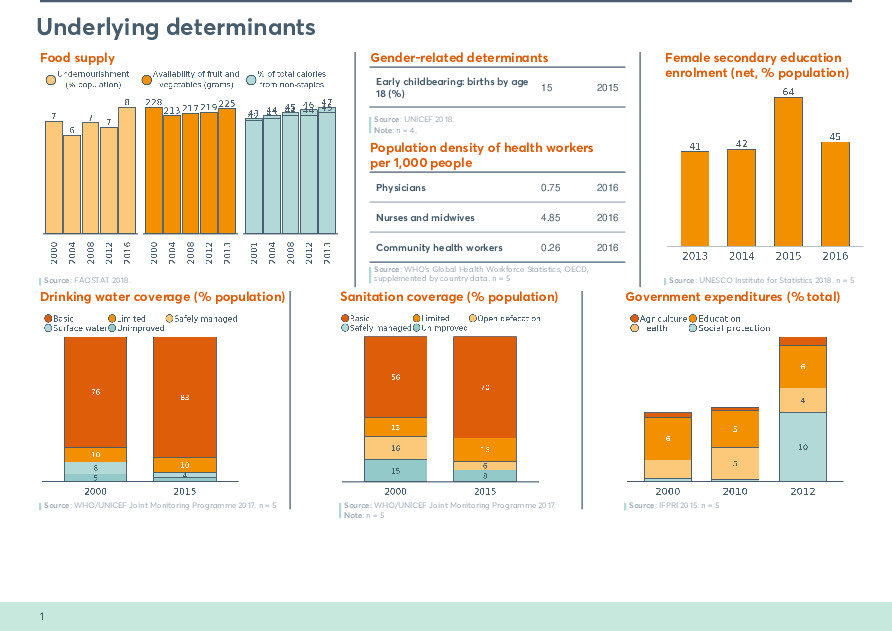 Underlying determinants
Food supply
Undernourishment (% population)
Availability of fruit and vegetables (grams)
% of total calories from non-staples
7 6 7 7 8
228 213 217 219 225
44 45 46 47
2000 2004 2008 2012 2016
2000 2004 2008 2012 2013
2001 2004 2008 2012 2013
Source: FAOSTAT 2018.
Gender-related determinants
Early childbearing: births by age 18 (%) 15 2015
Source: UNICEF 2018.
Note: n = 4.
Population density of health workers
per 1,000 people
Physicians 0.75 2016
Nurses and midwives 4.85 2016
Community health workers 0.26 2016
Source: WHO's Global Health Workforce Statistics, OECD,
supplemented by country data. n = 5
Female secondary education
enrolment (net, % population)
41 42 64 45
2013 2014 2015 2016
Source: UNESCO Institute for Statistics 2018. n = 5
Drinking water coverage (% population)
Basic Limited Safely managed
Surface water Unimproved
76 83
10 10
8 4
5
2000 2015
Source: WHO/UNICEF Joint Monitoring Programme 2017. n = 5
Sanitation coverage (% population)
Basic Limited Open defecation
Safely managed Unimproved
56 70
13
16 6
15 8
2000 2015
Source: WHO/UNICEF Joint Monitoring Programme 2017.
Note: n = 5
Government expenditures (% total)
Agriculture Education
Health Social protection
6 5 6
4
10
2000 2010 2012
Source: IFPRI 2015. n = 5
1